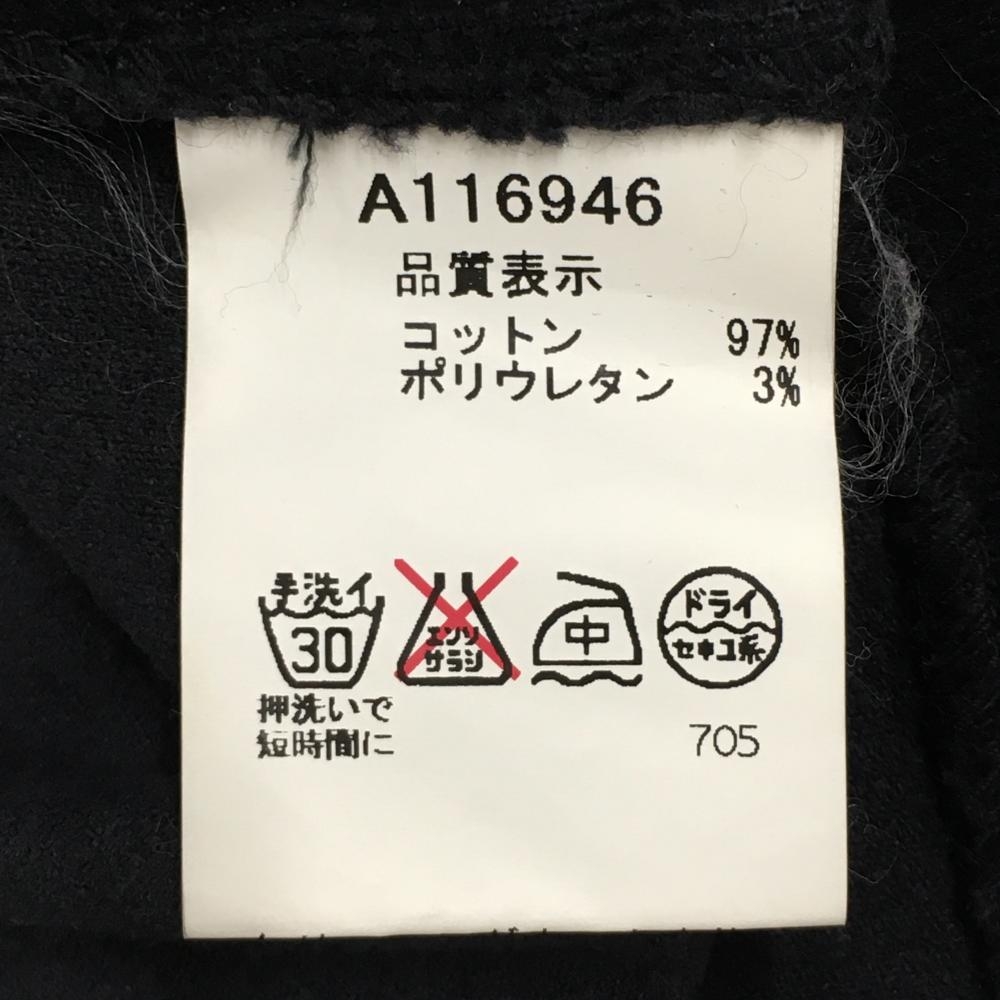 A116946
品質表示
コットン 97%
ポリウレタン 3%
手洗イ
30
エンソ
サラシ
中
ドライ
セキユ系
押洗いで
短時間に
705